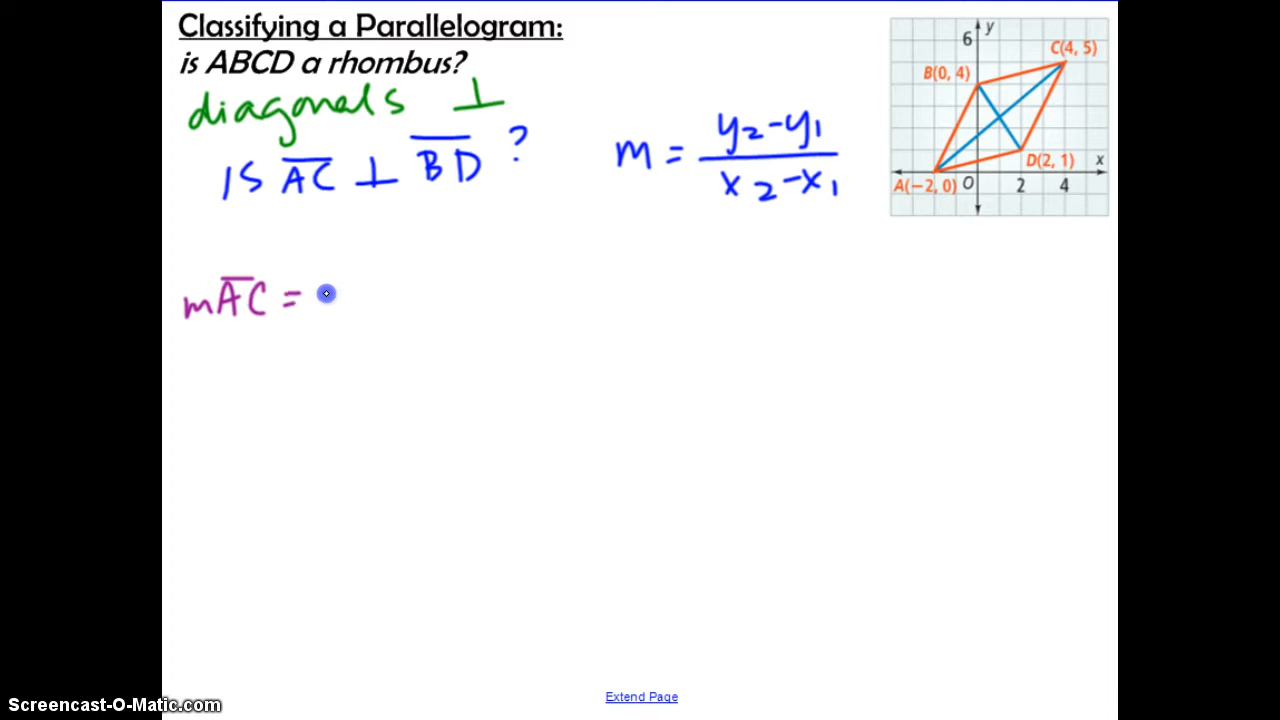 Classifying a Parallelogram:
is ABCD a rhombus?
diagonals ⊥
IS AC ⊥ BD ?
m = y₂-y₁
x₂-x₁
y
6
C(4, 5)
B(0, 4)
D(2, 1)
x
A(−2, 0) O 2 4
mAC =
Extend Page
Screencast-O-Matic.com